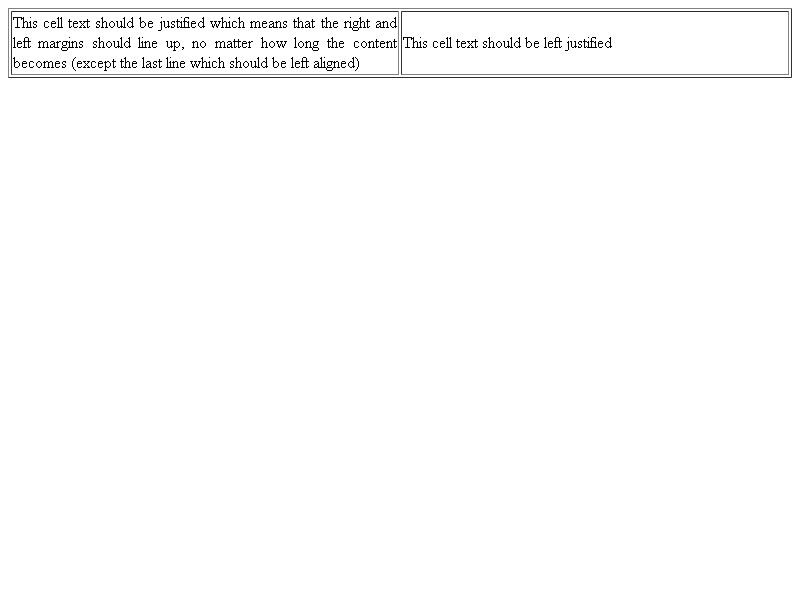 This cell text should be justified which means that the right and
left margins should line up, no matter how long the content
becomes (except the last line which should be left aligned)
This cell text should be left justified